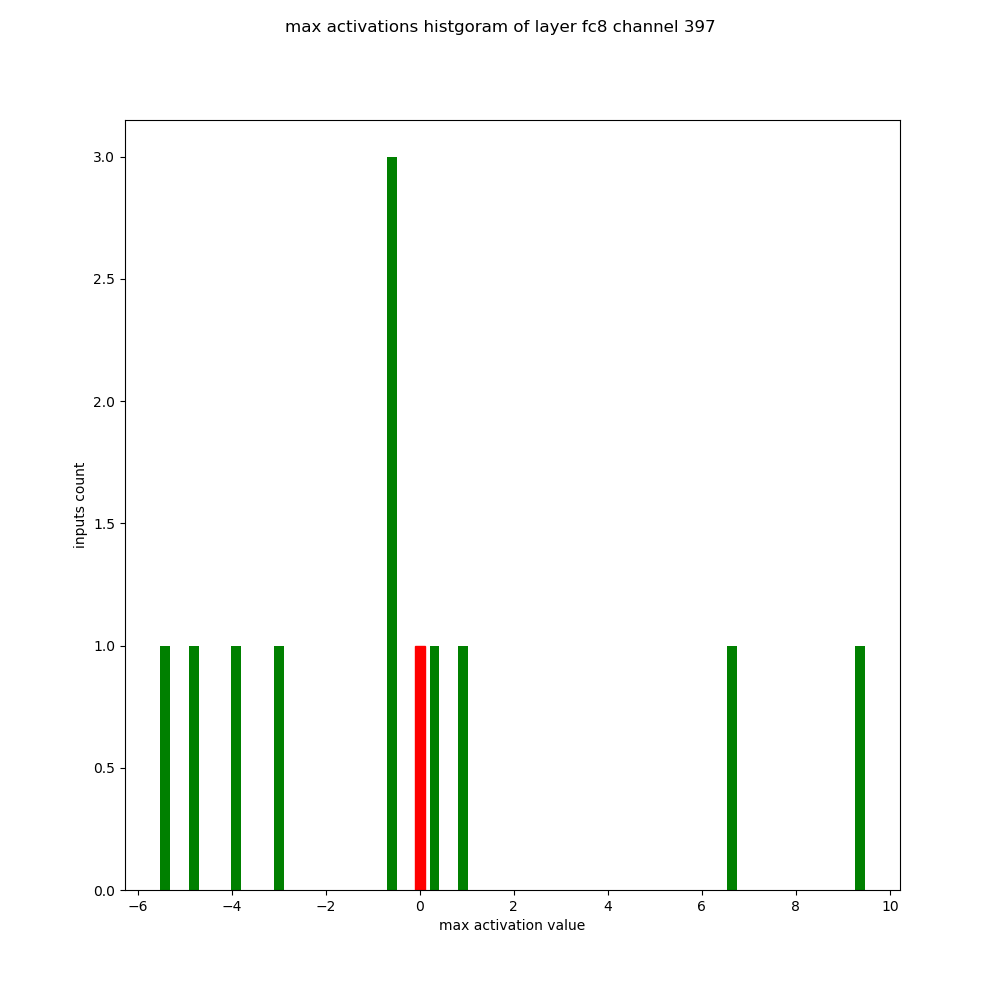 max activations histgoram of layer fc8 channel 397
3.0
2.5
2.0
1.5
1.0
0.5
0.0
inputs count
−6 −4 −2 0 2 4 6 8 10
max activation value